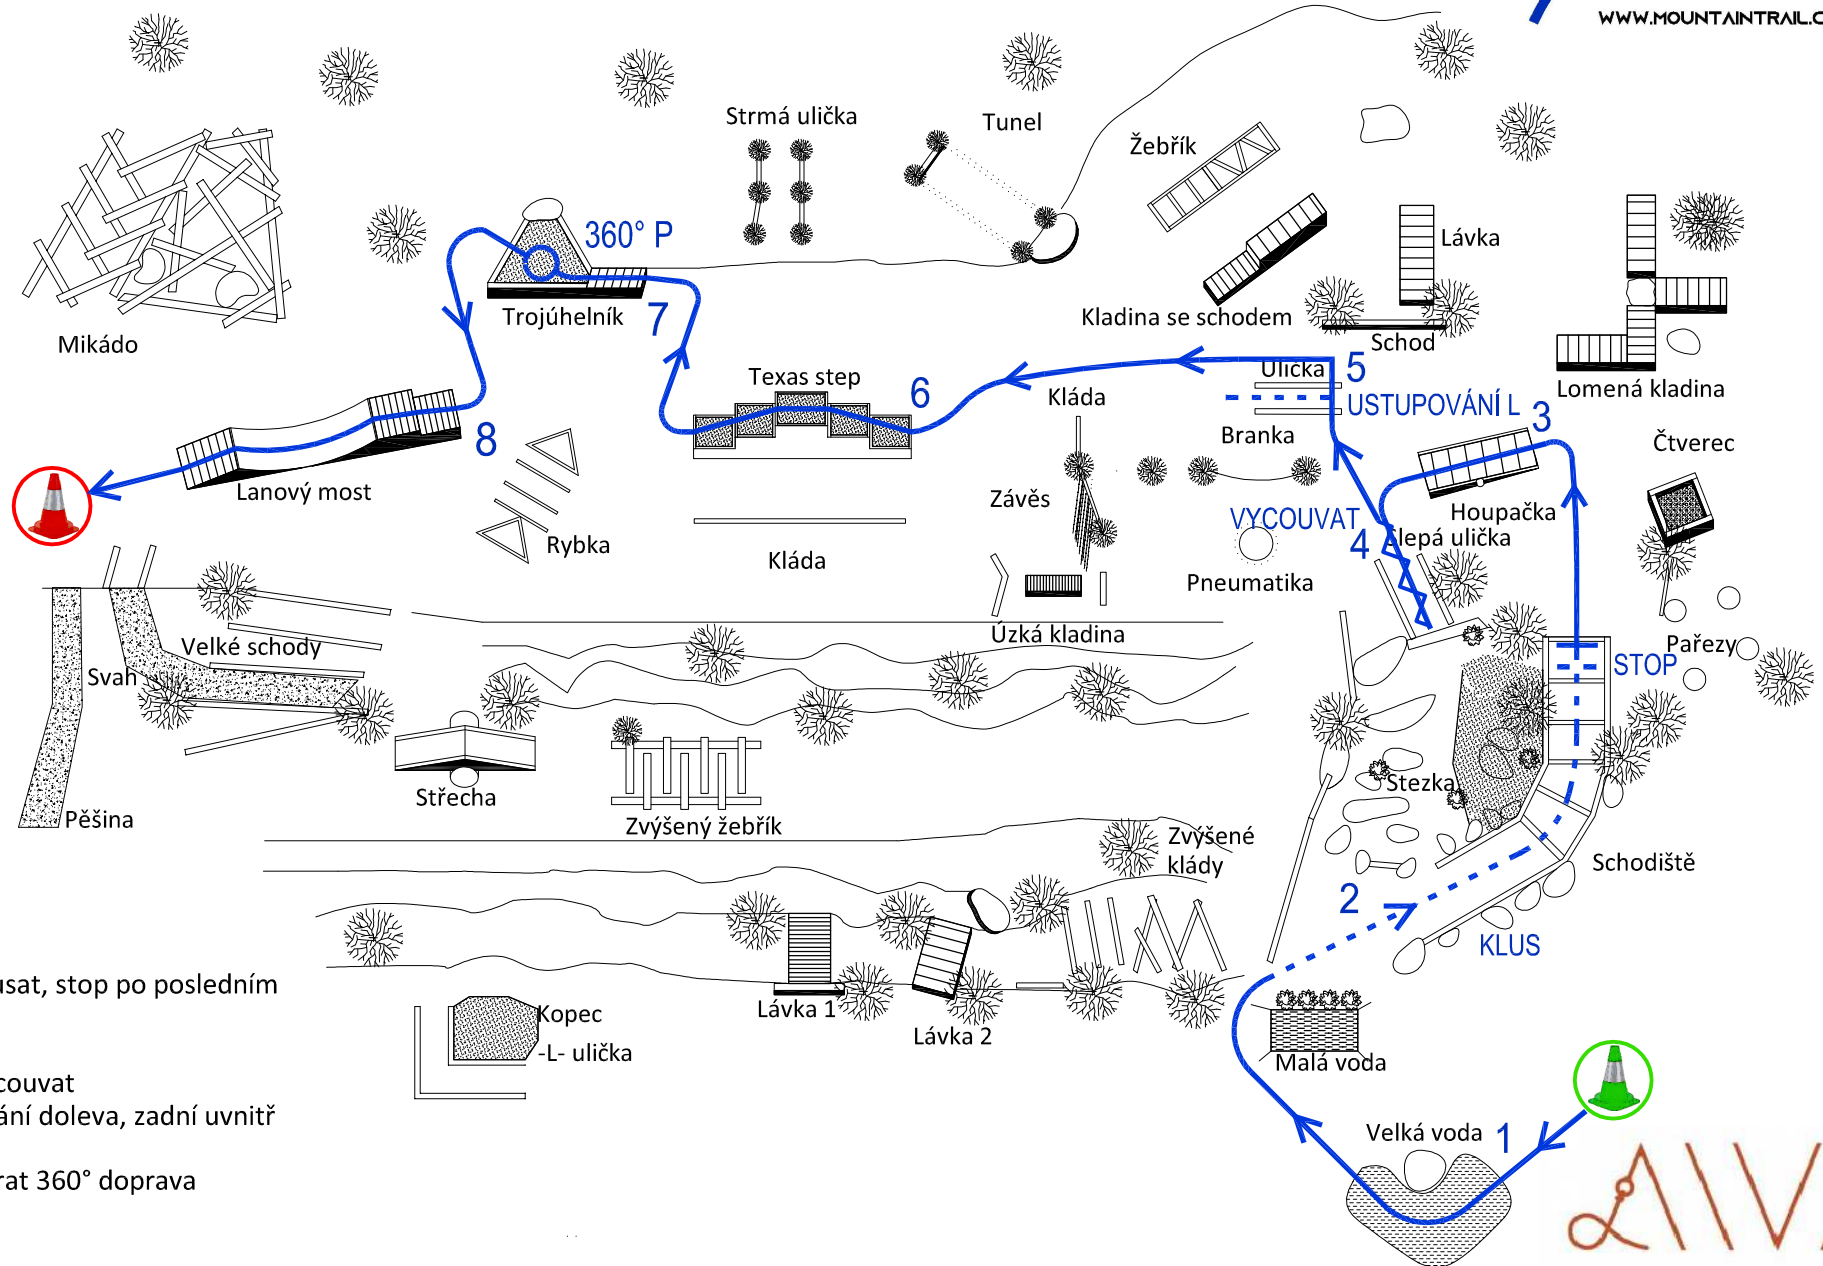 WWW.MOUNTAINTRAIL.C
Strmá ulička
Tunel
Žebřík
360° P
Lávka
Mikádo
Trojúhelník
7
Kladina se schodem
Schod
Texas step
6
Kláda
Ulička
5
USTUPOVÁNÍ L
Lomená kladina
3
Branka
Čtverec
8
Lanový most
Závěs
VYCOUVAT
Houpačka
4
Slepá ulička
Rybka
Kláda
Pneumatika
Úzká kladina
Velké schody
Svah
STOP
Pařezy
Stezka
Střecha
Pěšina
Zvýšený žebřík
Zvýšené
klády
Schodiště
2
KLUS
usat, stop po posledním
Lávka 1
Lávka 2
Kopec
-L- ulička
Malá voda
couvat
ání doleva, zadní uvnitř
Velká voda
1
rat 360° doprava